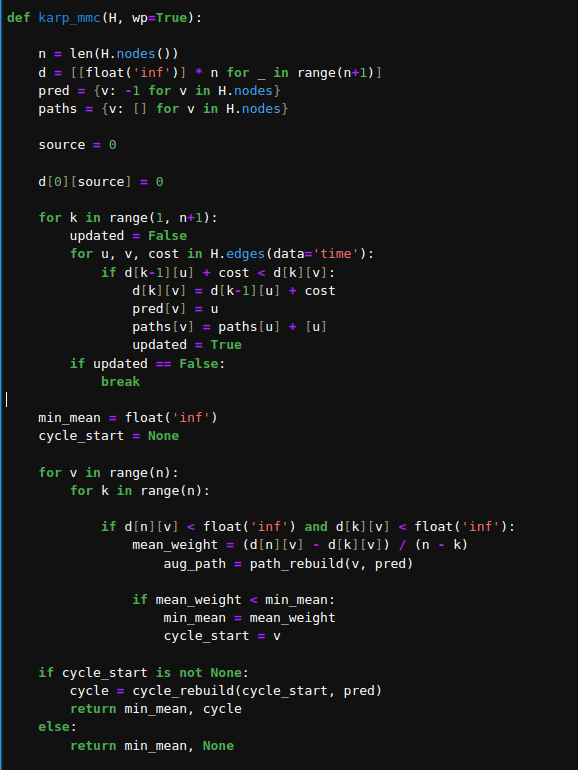 def karp_mmc(H, wp=True):

    n = len(H.nodes())
    d = [[float('inf')] * n for _ in range(n+1)]
    pred = {v: -1 for v in H.nodes}
    paths = {v: [] for v in H.nodes}

    source = 0

    d[0][source] = 0

    for k in range(1, n+1):
        updated = False
        for u, v, cost in H.edges(data='time'):
            if d[k-1][u] + cost < d[k][v]:
                d[k][v] = d[k-1][u] + cost
                pred[v] = u
                paths[v] = paths[u] + [u]
                updated = True
        if updated == False:
            break

    min_mean = float('inf')
    cycle_start = None

    for v in range(n):
        for k in range(n):

            if d[n][v] < float('inf') and d[k][v] < float('inf'):
                mean_weight = (d[n][v] - d[k][v]) / (n - k)
                    aug_path = path_rebuild(v, pred)

                if mean_weight < min_mean:
                    min_mean = mean_weight
                    cycle_start = v

    if cycle_start is not None:
        cycle = cycle_rebuild(cycle_start, pred)
        return min_mean, cycle
    else:
        return min_mean, None